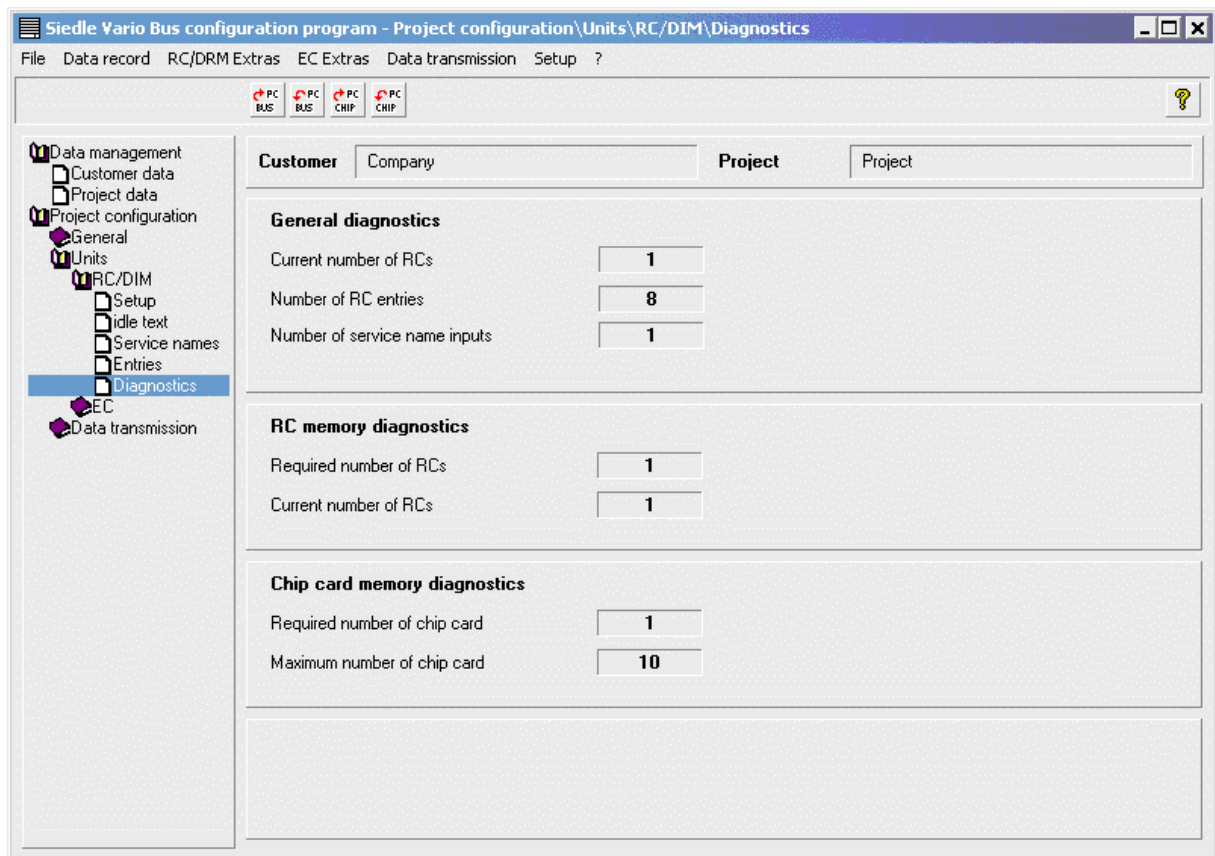 Siedle Vario Bus configuration program - Project configuration\Units\RC/DIM\Diagnostics
File Data record RC/DRM Extras EC Extras Data transmission Setup ?
PC BUS PC BUS PC CHIP PC CHIP ?
Data management
Customer data
Project data
Project configuration
General
Units
RC/DIM
Setup
idle text
Service names
Entries
Diagnostics
EC
Data transmission
Customer Company Project Project
General diagnostics
Current number of RCs 1
Number of RC entries 8
Number of service name inputs 1
RC memory diagnostics
Required number of RCs 1
Current number of RCs 1
Chip card memory diagnostics
Required number of chip card 1
Maximum number of chip card 10